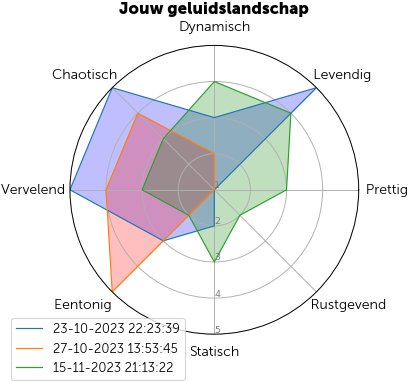 Jouw geluidslandschap
Dynamisch
Chaotisch
Levendig
Vervelend
Prettig
1
2
3
4
5
Eentonig
Rustgevend
Statisch
23-10-2023 22:23:39
27-10-2023 13:53:45
15-11-2023 21:13:22